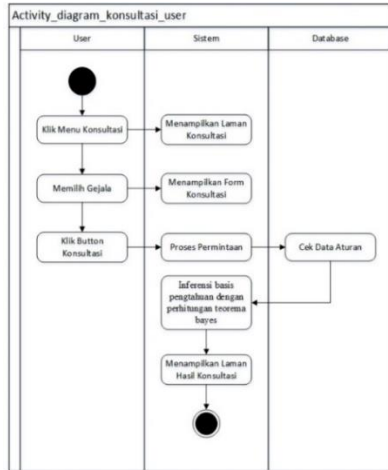 Activity_diagram_konsultasi_user
User
Sistem
Database
Klik Menu Konsultasi
Menampilkan Laman
Konsultasi
Memilih Gejala
Menampilkan Form
Konsultasi
Klik Button
Konsultasi
Proses Permintaan
Cek Data Aturan
Inferensi basis
pengtahuan dengan
perhitungan teorema
bayes
Menampilkan Laman
Hasil Konsultasi